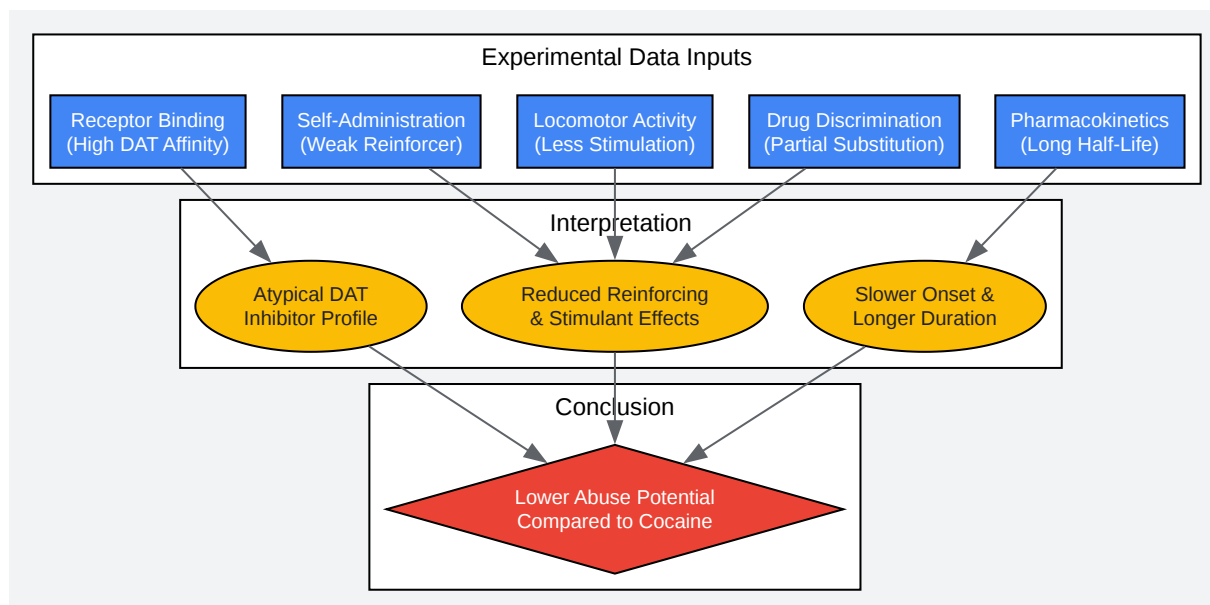 Experimental Data Inputs
Receptor Binding
(High DAT Affinity)
Self-Administration
(Weak Reinforcer)
Locomotor Activity
(Less Stimulation)
Drug Discrimination
(Partial Substitution)
Pharmacokinetics
(Long Half-Life)
Interpretation
Atypical DAT
Inhibitor Profile
Reduced Reinforcing
& Stimulant Effects
Slower Onset &
Longer Duration
Conclusion
Lower Abuse Potential
Compared to Cocaine